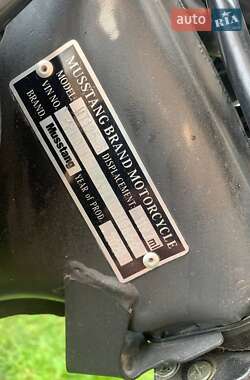 auto RIA
MUSSTANG BRAND MOTORCYCLE
MODEL DISPLACEMENT ml
VIN NO.
BRAND Musstang YEAR of PROD.